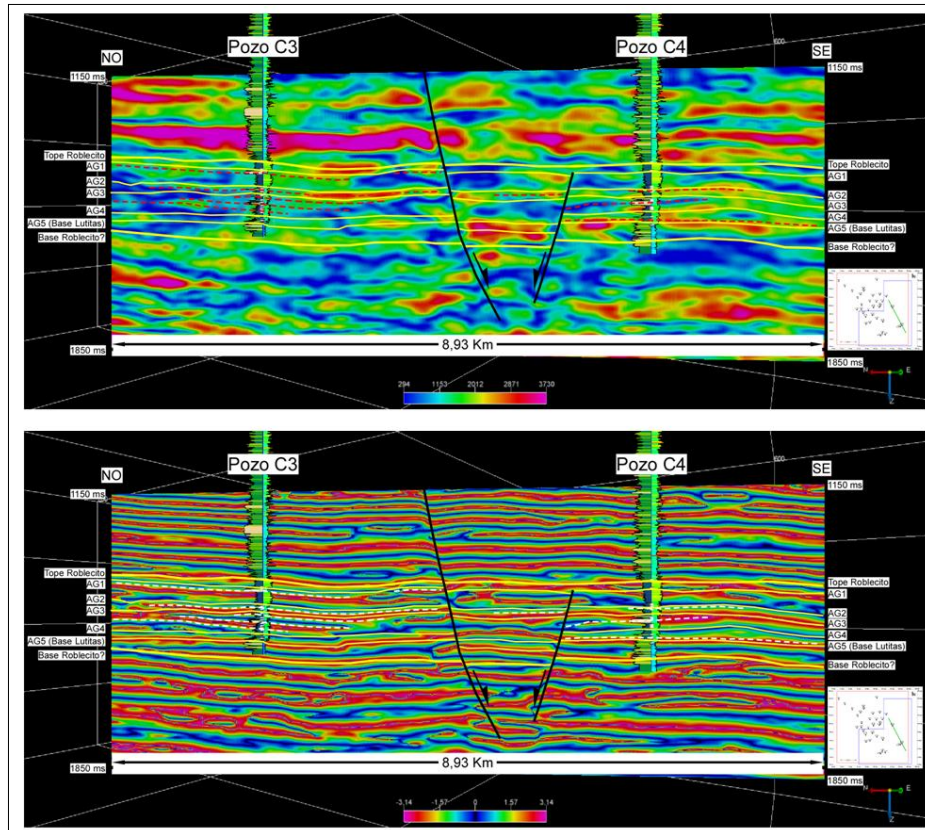 Pozo C3
Pozo C4
NO
SE
1150 ms
1150 ms
600
Tope Roblecito
AG1
AG2
AG3
AG4
AG5 (Base Lutitas)
Base Roblecito?
Tope Roblecito
AG1
AG2
AG3
AG4
AG5 (Base Lutitas)
Base Roblecito?
8,93 Km
1850 ms
1850 ms
294 1153 2012 2871 3730
N E
Z
Pozo C3
Pozo C4
NO
SE
1150 ms
1150 ms
600
Tope Roblecito
AG1
AG2
AG3
AG4
AG5 (Base Lutitas)
Base Roblecito?
Tope Roblecito
AG1
AG2
AG3
AG4
AG5 (Base Lutitas)
Base Roblecito?
8,93 Km
1850 ms
1850 ms
-3.14 -1.57 0 1.57 3.14
N E
Z